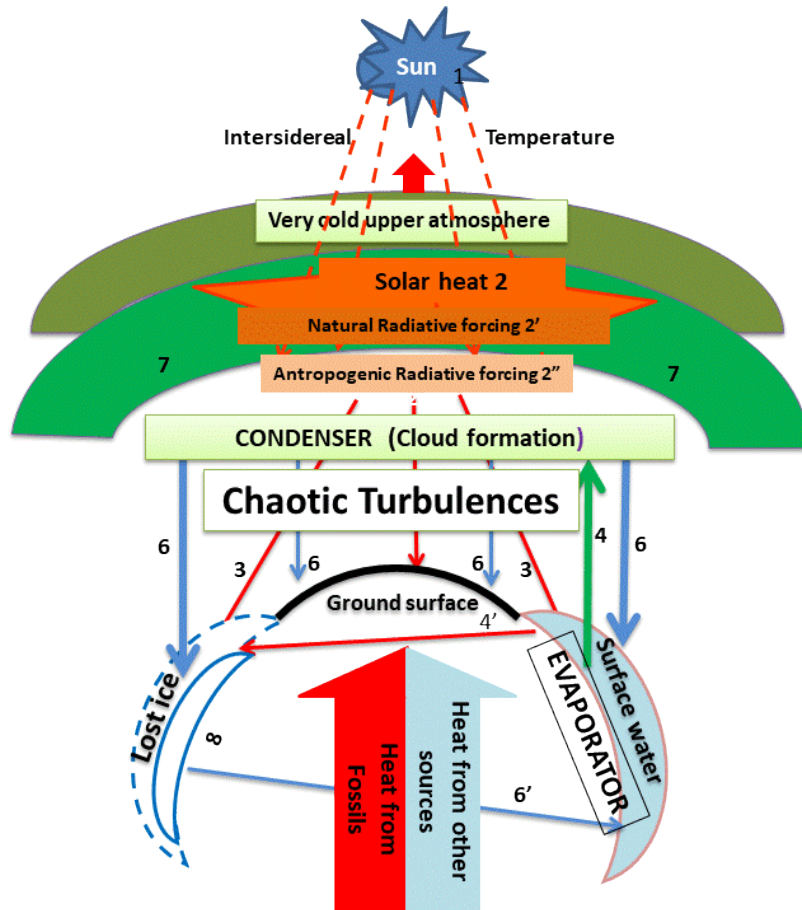 Sun
1
Intersidereal
Temperature
Very cold upper atmosphere
Solar heat 2
Natural Radiative forcing 2’
Antropogenic Radiative forcing 2”
7
7
CONDENSER (Cloud formation)
Chaotic Turbulences
6
3
6
6
3
4
6
Ground surface
4’
Lost ice
8
Surface water
EVAPORATOR
6’
Heat from
Fossils
Heat from other
sources